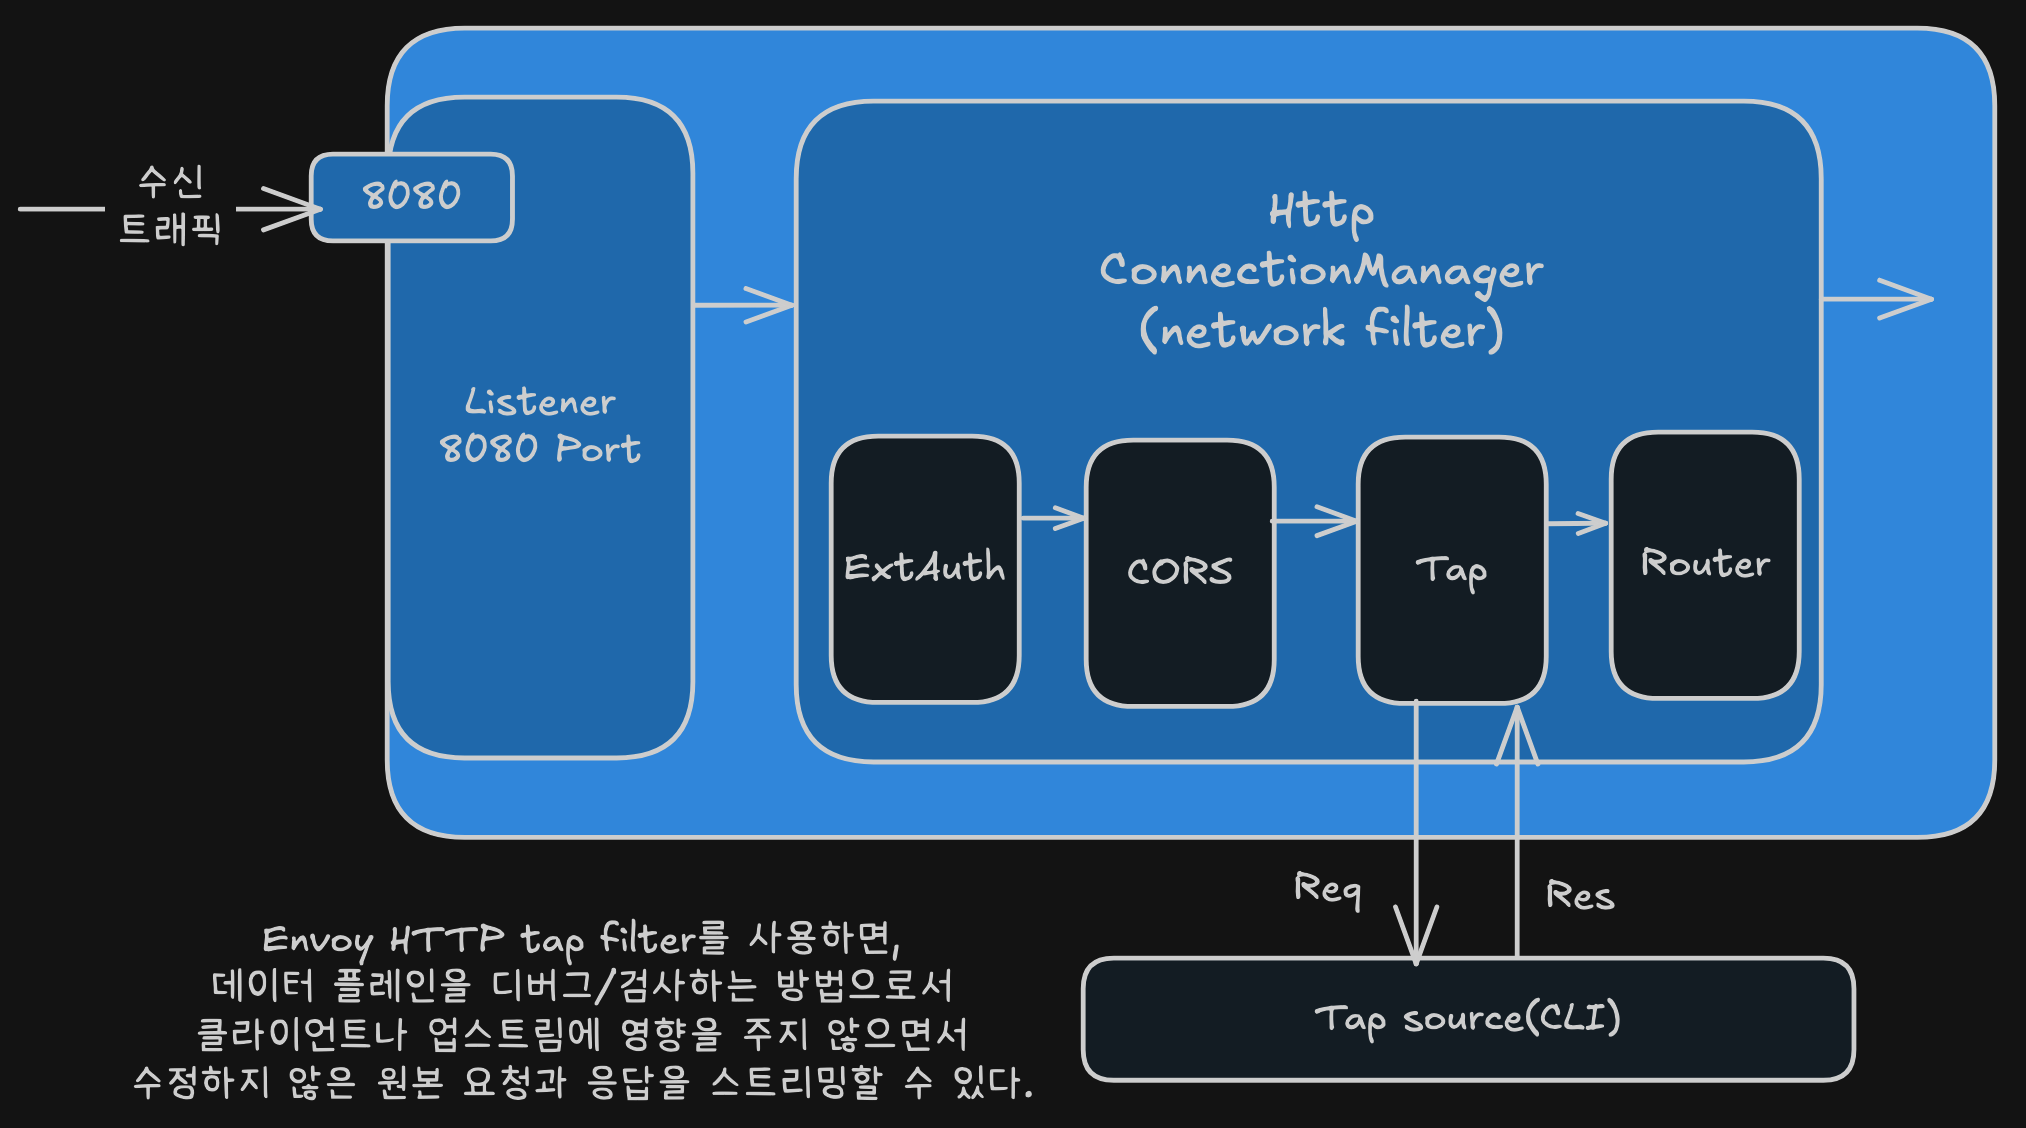 수신
트래픽
8080
Listener
8080 Port
Http
ConnectionManager
(network filter)
ExtAuth
CORS
Tap
Router
Req
Res
Tap source(CLI)
Envoy HTTP tap filter를 사용하면,
데이터 플레인을 디버그/검사하는 방법으로서
클라이언트나 업스트림에 영향을 주지 않으면서
수정하지 않은 원본 요청과 응답을 스트리밍할 수 있다.